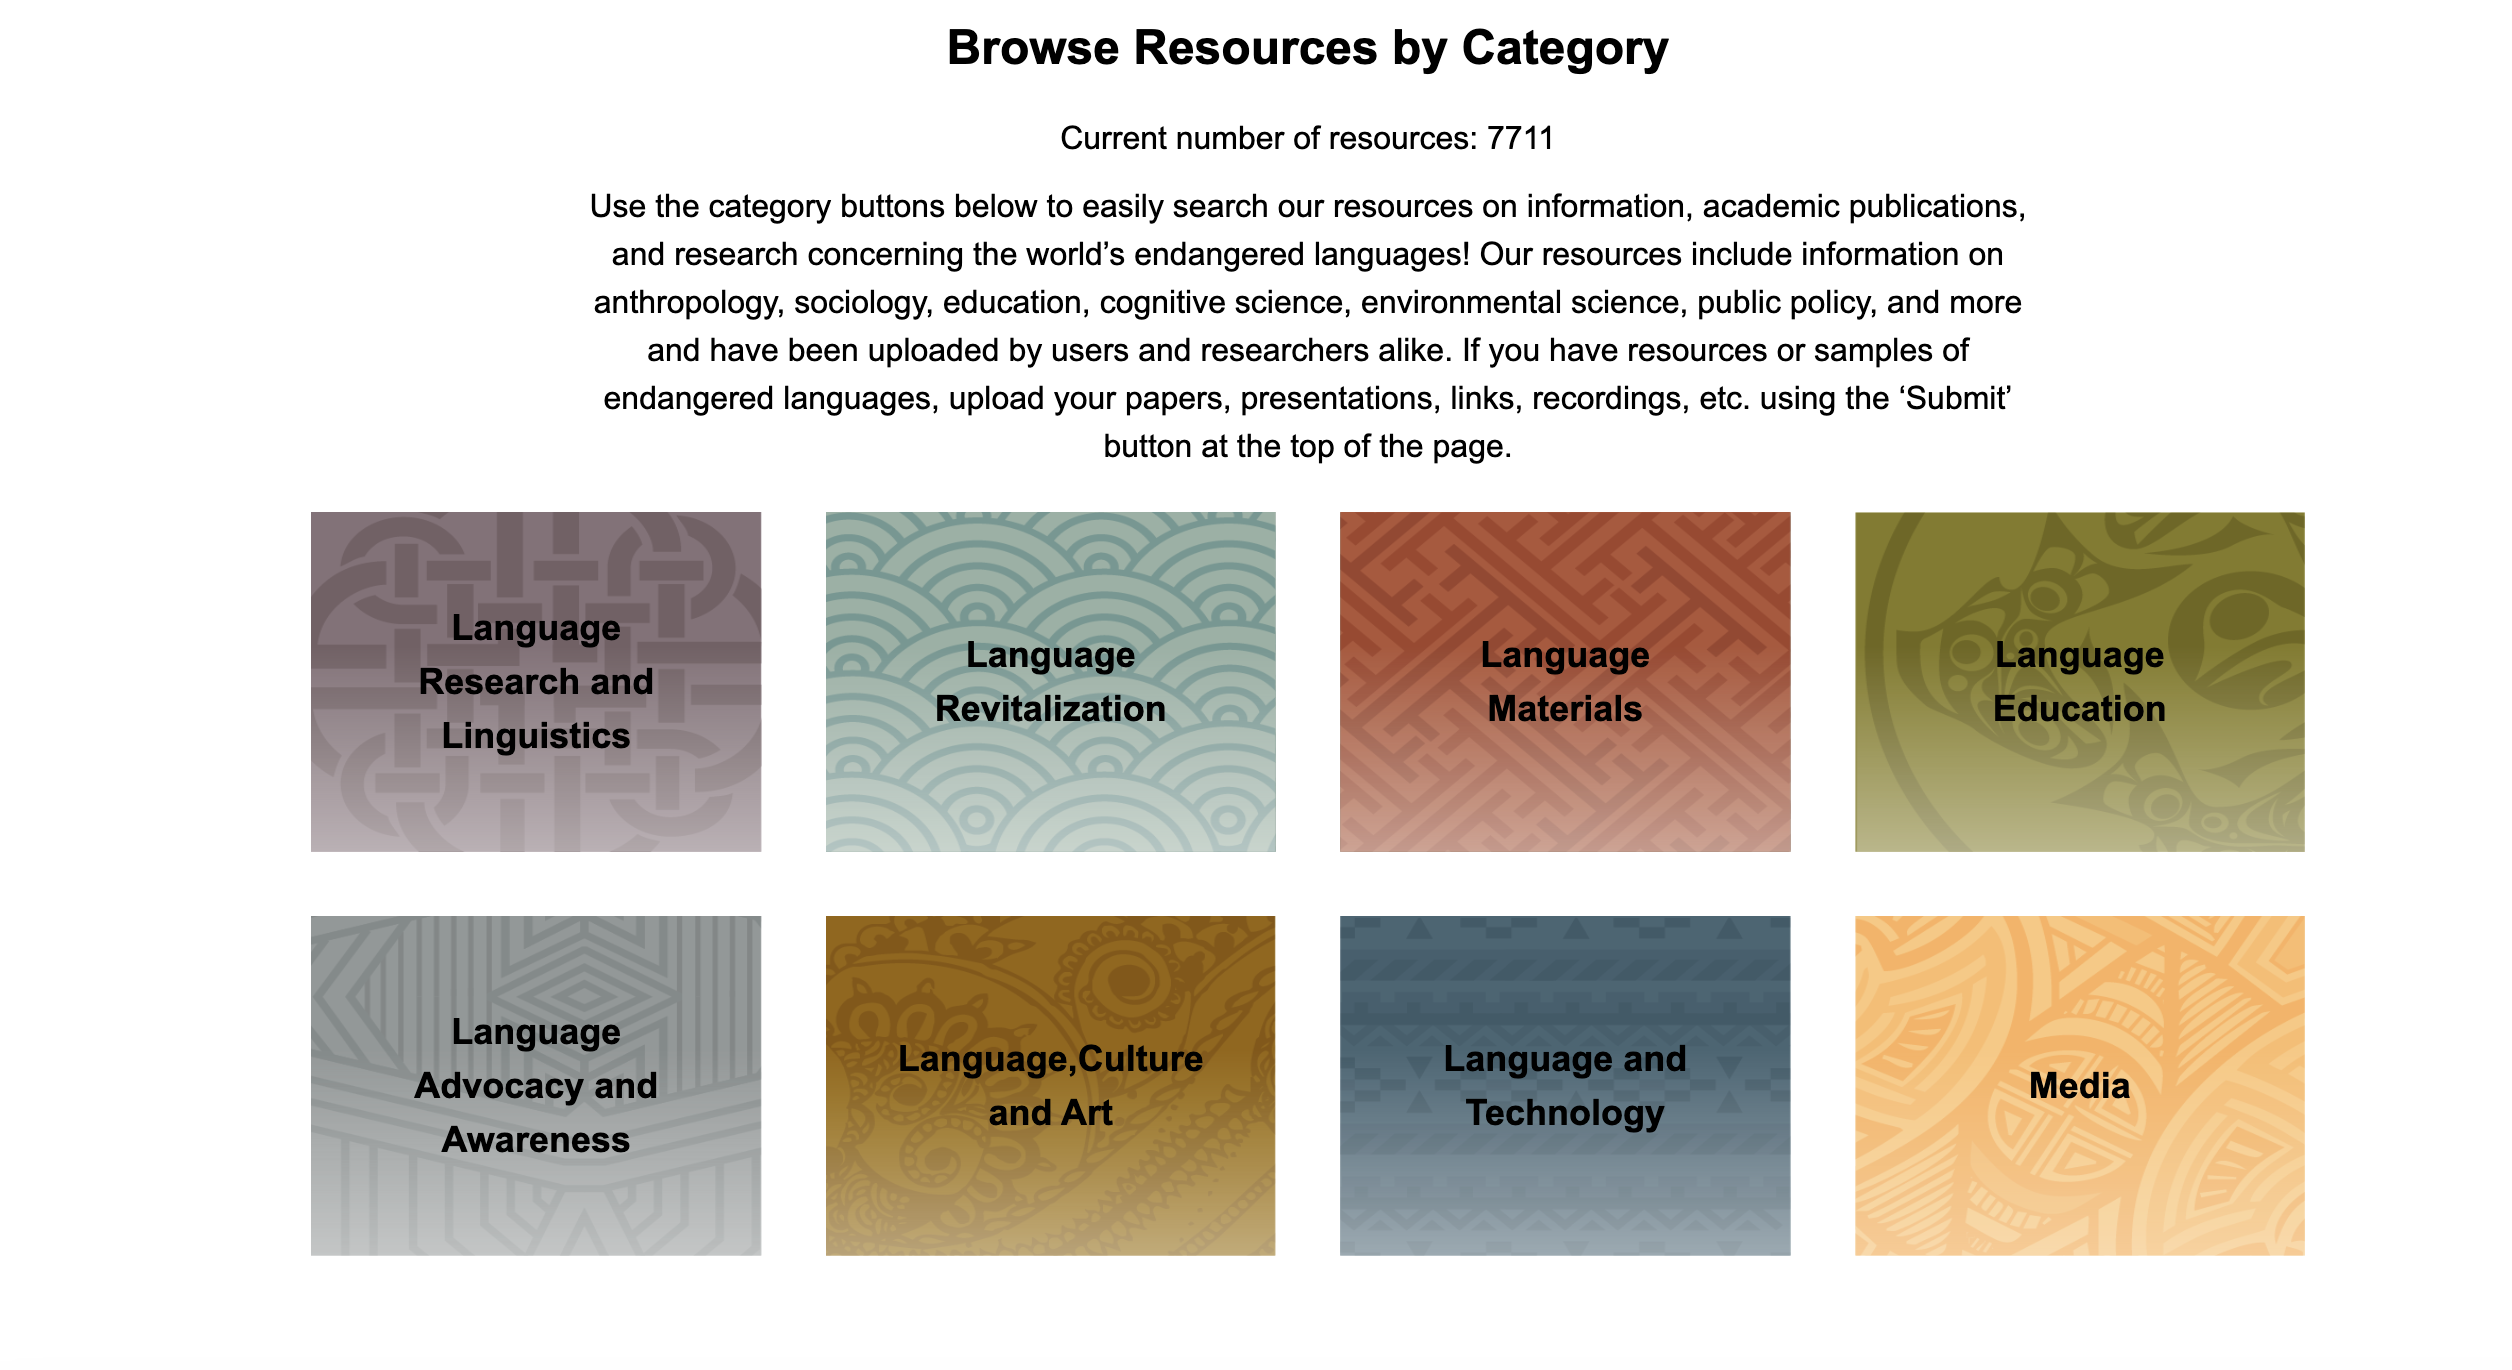 Browse Resources by Category
Current number of resources: 7711
Use the category buttons below to easily search our resources on information, academic publications,
and research concerning the world’s endangered languages! Our resources include information on
anthropology, sociology, education, cognitive science, environmental science, public policy, and more
and have been uploaded by users and researchers alike. If you have resources or samples of
endangered languages, upload your papers, presentations, links, recordings, etc. using the ‘Submit’
button at the top of the page.
Language
Research and
Linguistics
Language
Revitalization
Language
Materials
Language
Education
Language
Advocacy and
Awareness
Language,Culture
and Art
Language and
Technology
Media